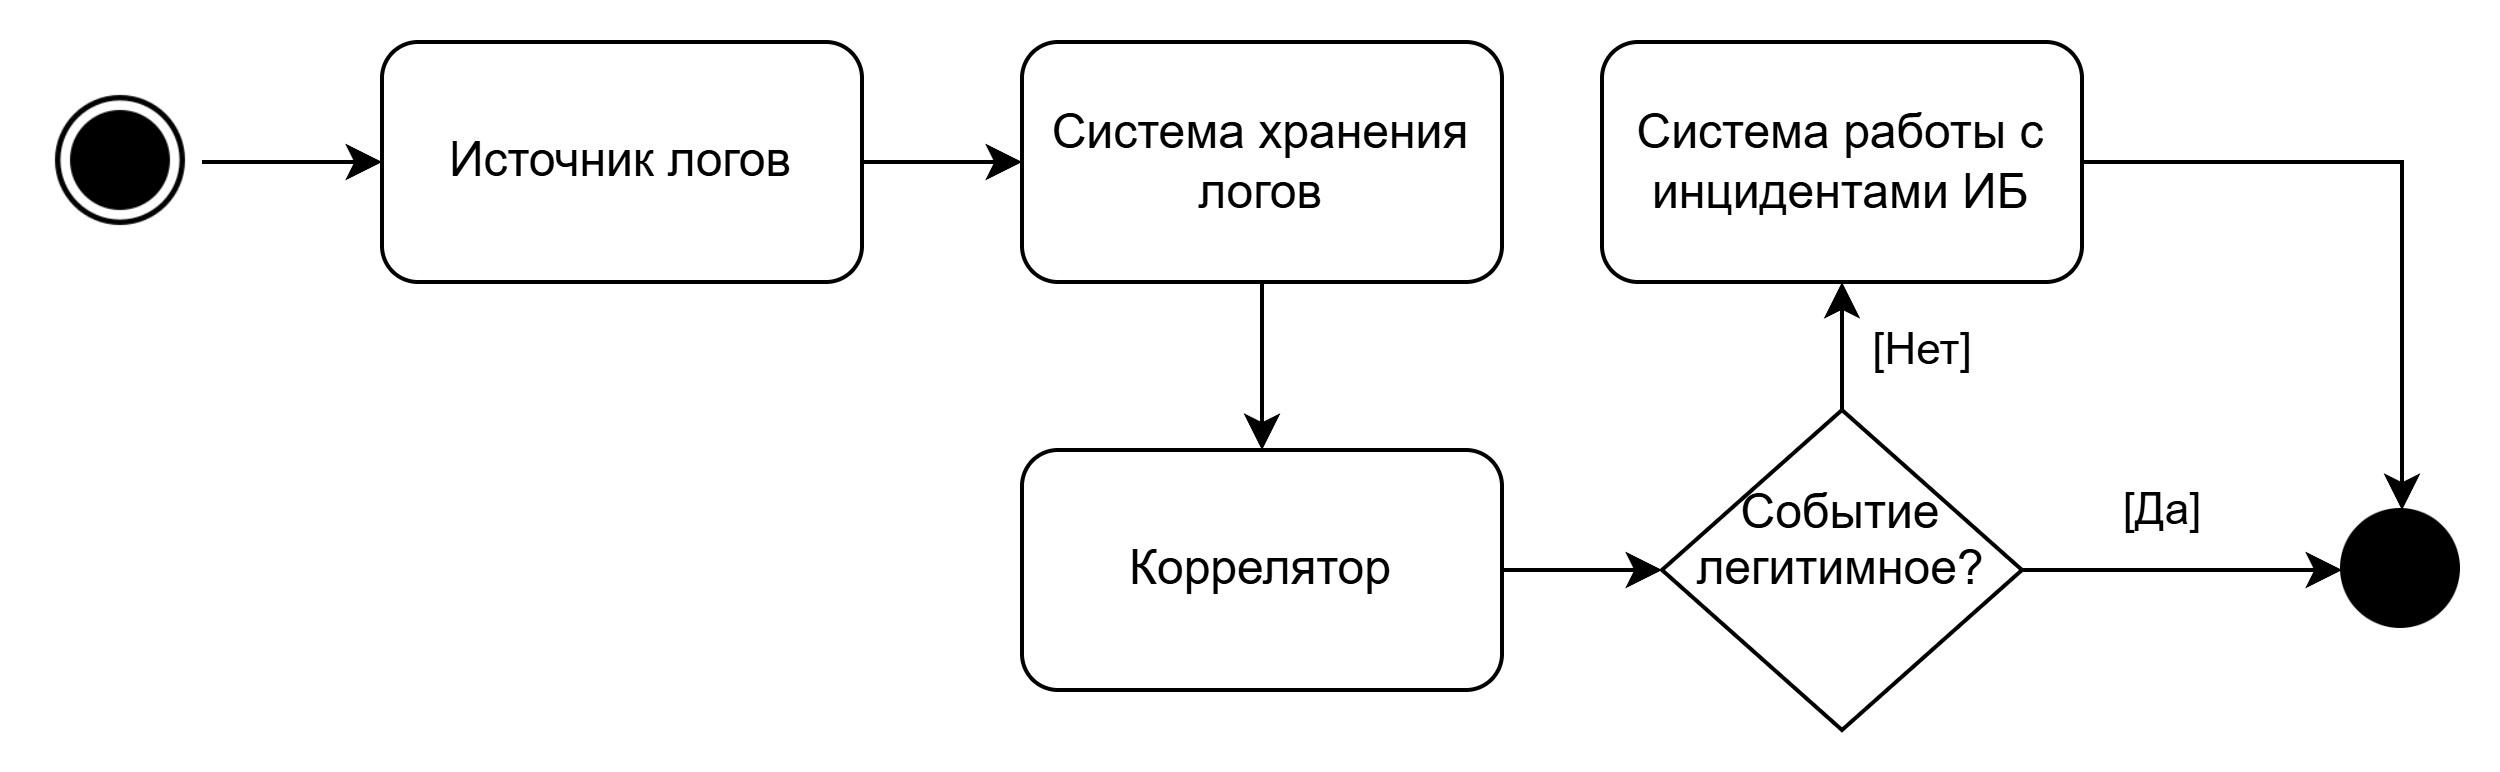 Источник логов
Система хранения
логов
Система работы с
инцидентами ИБ
[Нет]
Коррелятор
Событие
легитимное?
[Да]